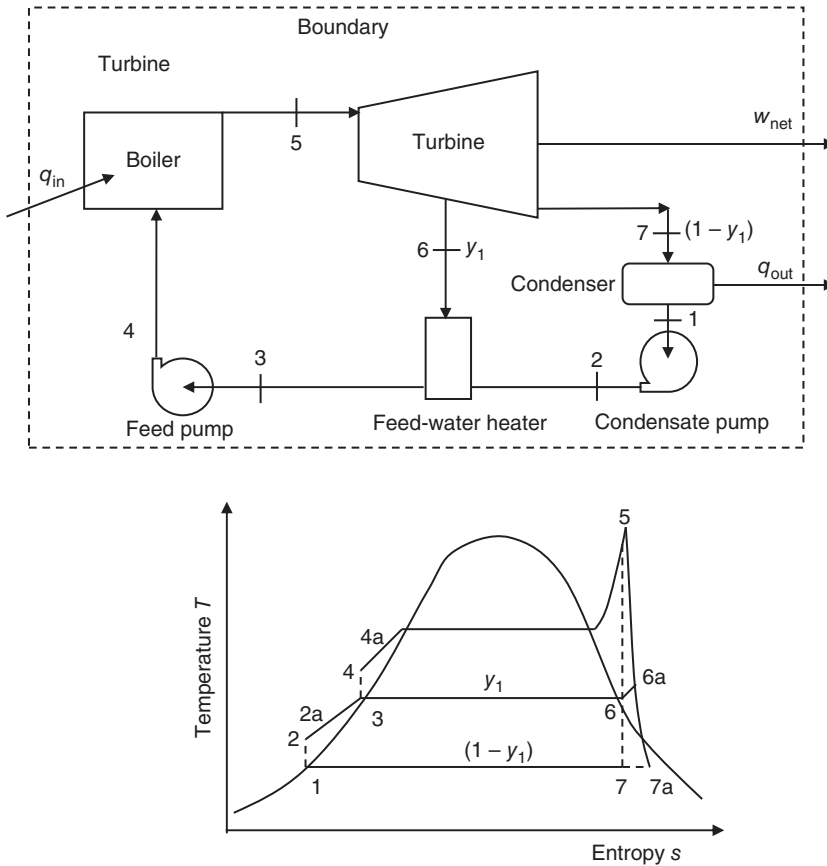 Boundary
Turbine
5
Boiler
Turbine
w_net
q_in
6
y_1
7
(1 – y_1)
Condenser
q_out
1
4
3
2
Feed pump
Feed-water heater
Condensate pump
5
Temperature T
4a
4
y_1
6a
2a
3
6
2
(1 – y_1)
1
7
7a
Entropy s